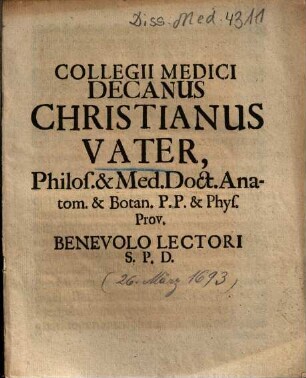 Diss. Med. 4311
COLLEGII MEDICI
DECANUS
CHRISTIANUS
VATER,
Philoſ. & Med. Doct. Ana-
tom. & Botan. P. P. & Phyſ.
Prov.
BENEVOLO LECTORI
S. P. D.
(26. März 1693)